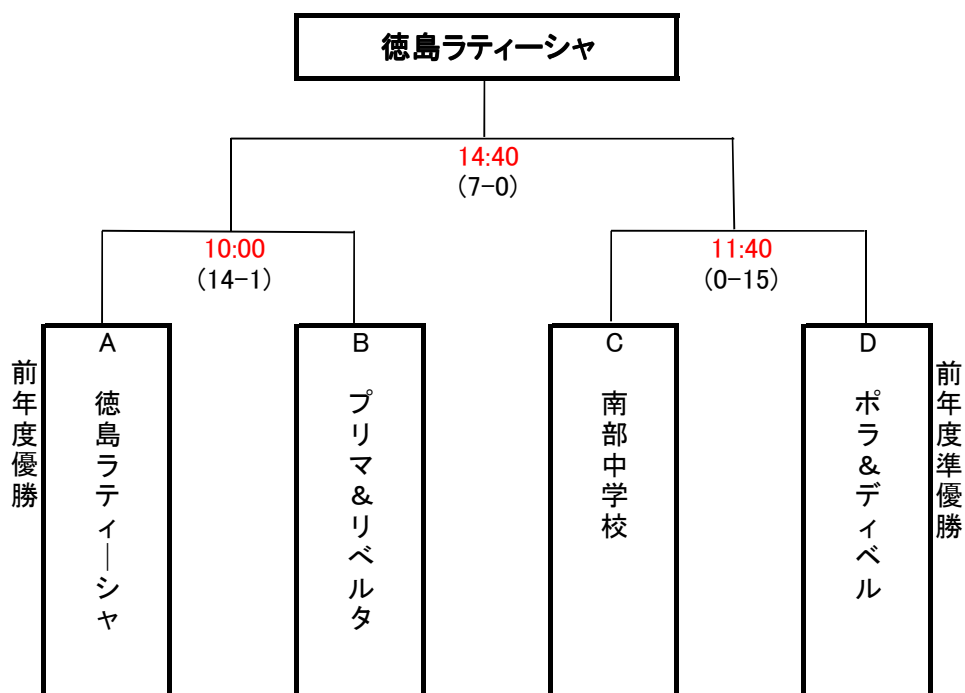 徳島ラティーシャ
14:40
(7-0)
10:00
(14-1)
11:40
(0-15)
前年度優勝
A
徳島ラティーシャ
B
プリマ&リベルタ
C
南部中学校
D
ポラ&ディベル
前年度準優勝